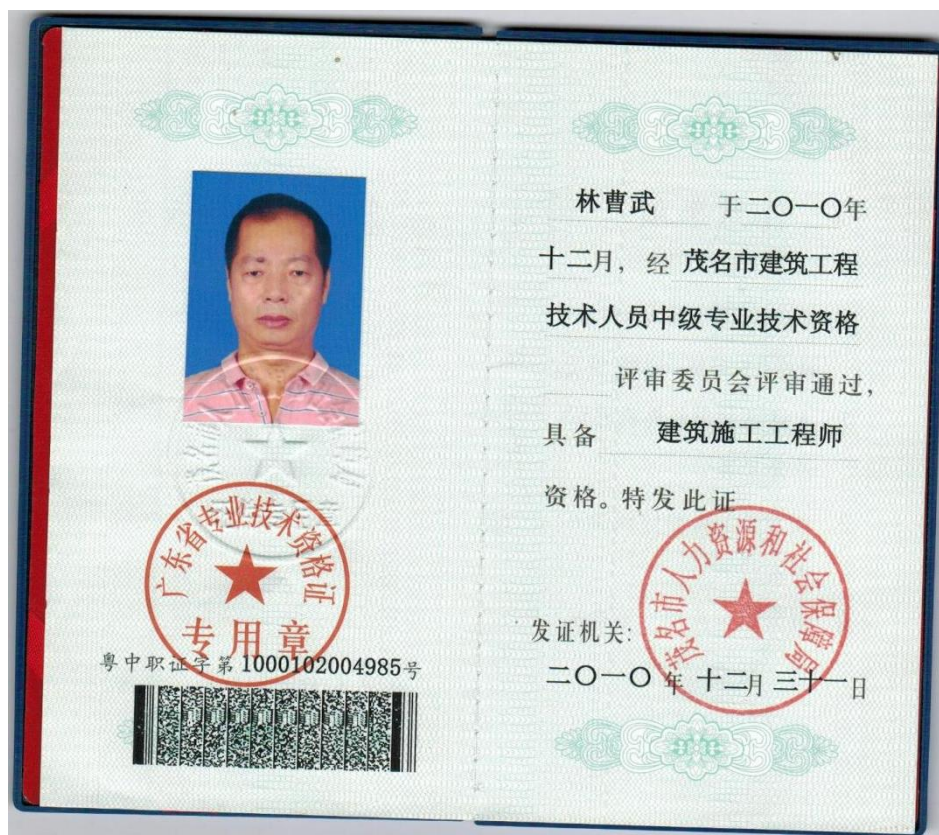 广东省专业技术资格证
专用章
粤中职证字第1000102004985号
林曹武 于二〇一〇年
十二月，经 茂名市建筑工程
技术人员中级专业技术资格
评审委员会评审通过，
具备 建筑施工工程师
资格。特发此证
茂名市人力资源和社会保障局
发证机关：
二〇一〇年 十二月 三十一日